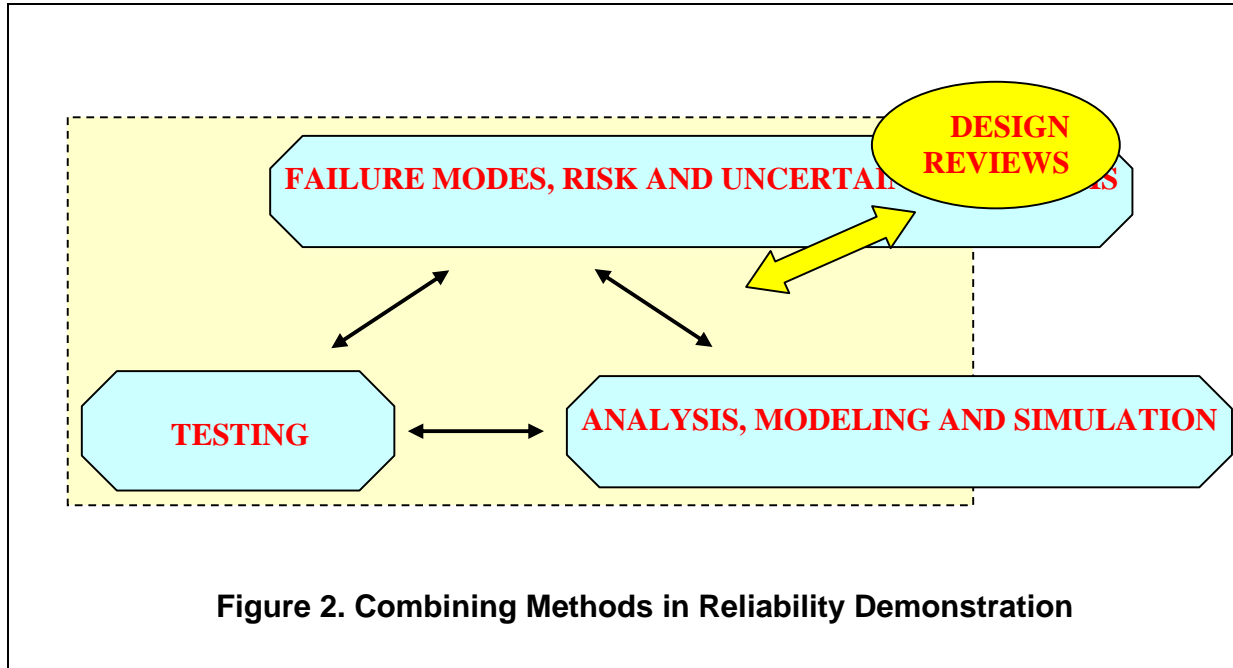 DESIGN
REVIEWS
FAILURE MODES, RISK AND
TESTING
ANALYSIS, MODELING AND SIMULATION
Figure 2. Combining Methods in Reliability Demonstration